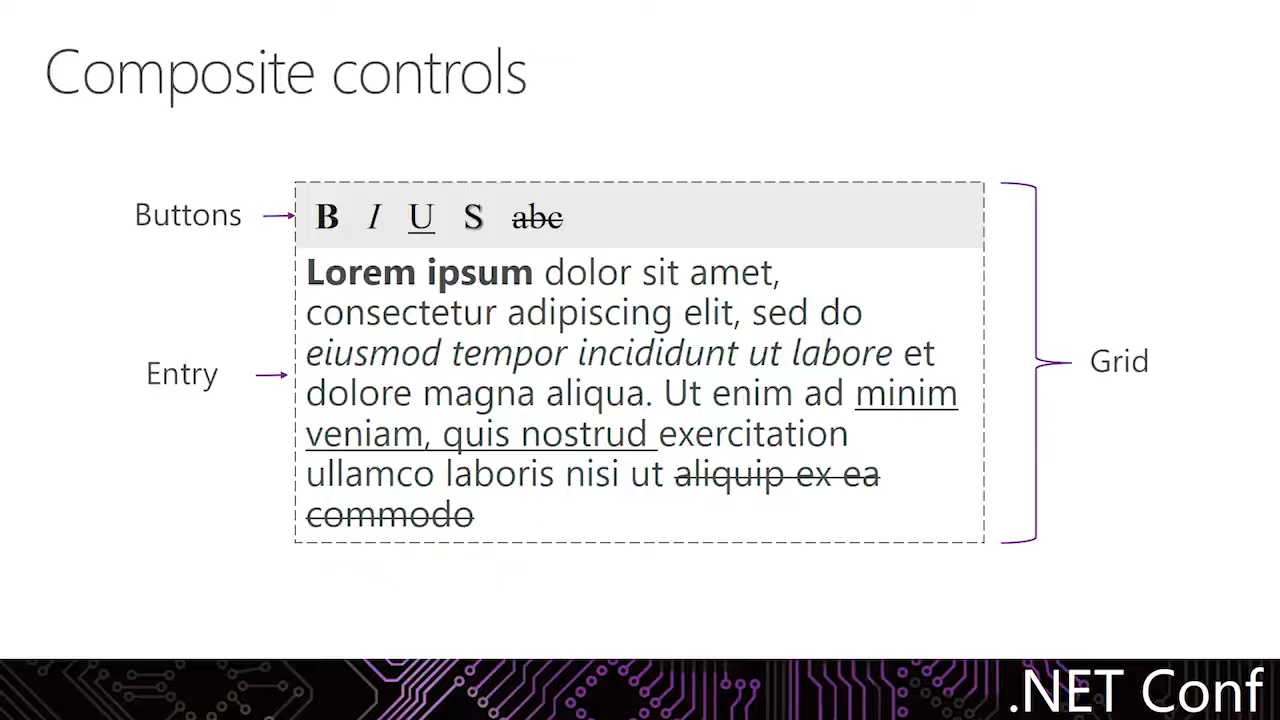 Composite controls
Buttons
B I U S abc
Lorem ipsum dolor sit amet,
consectetur adipiscing elit, sed do
eiusmod tempor incididunt ut labore et
Entry
dolore magna aliqua. Ut enim ad minim
veniam, quis nostrud exercitation
ullamco laboris nisi ut aliquip ex ea
commodo
Grid
.NET Conf